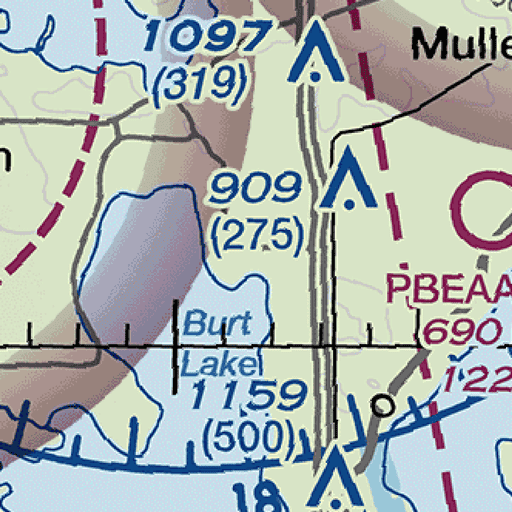 1097
(319)
Mulle
n
909
(275)
PBEAA
Burt
690
Lake
122
1159
(500)
18